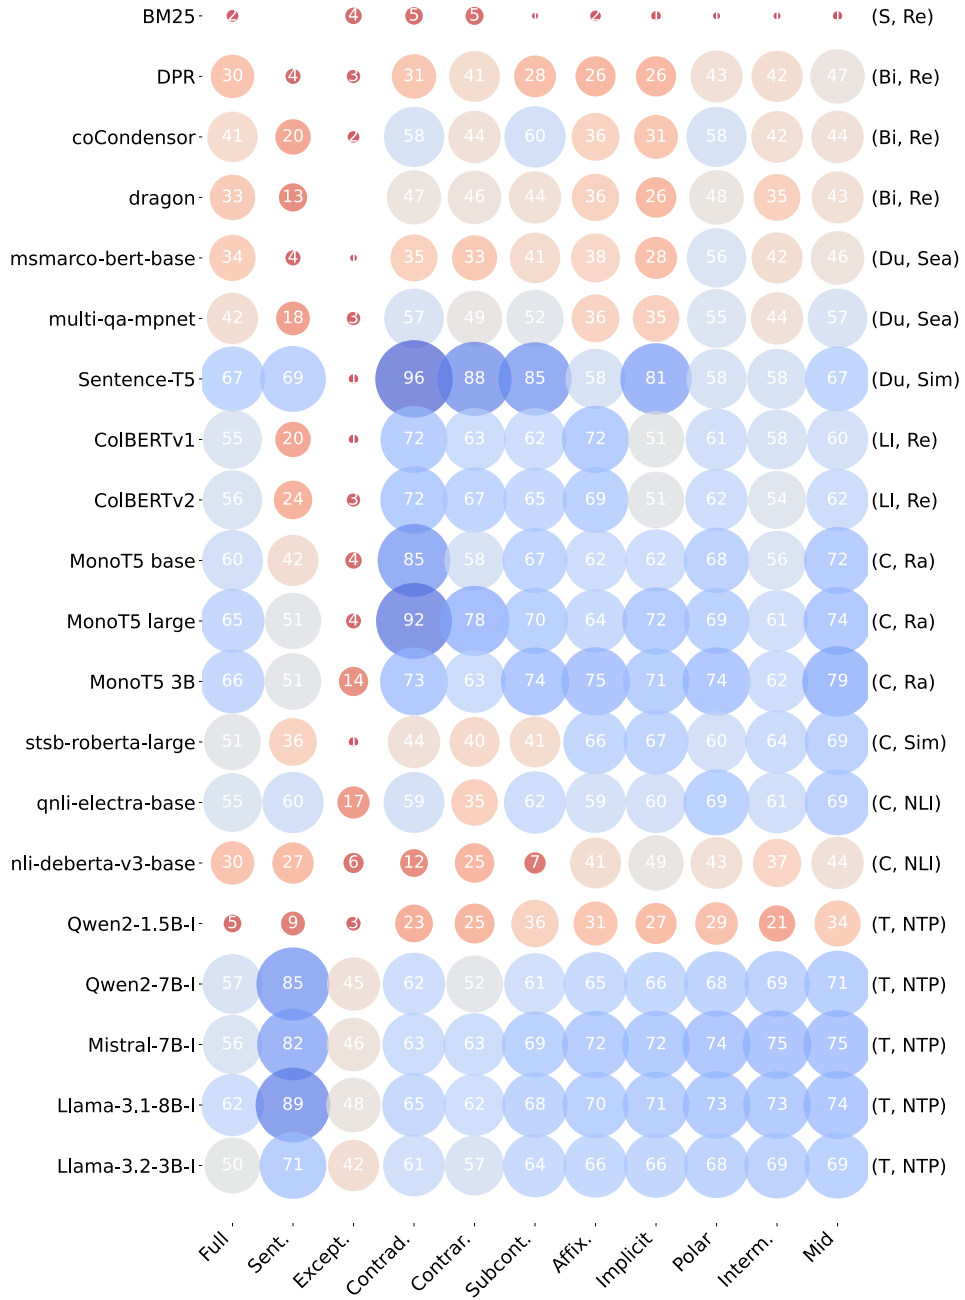 BM25 2 4 5 5 1 2 1 1 1 1 (S, Re)
DPR 30 4 3 31 41 28 26 26 43 42 47 (Bi, Re)
coCondensor 41 20 2 58 44 60 36 31 58 42 44 (Bi, Re)
dragon 33 13 47 46 44 36 26 48 35 43 (Bi, Re)
msmarco-bert-base 34 4 1 35 33 41 38 28 56 42 46 (Du, Sea)
multi-qa-mpnet 42 18 3 57 49 52 36 35 55 44 57 (Du, Sea)
Sentence-T5 67 69 1 96 88 85 58 81 58 58 67 (Du, Sim)
ColBERTv1 55 20 1 72 63 62 72 51 61 58 60 (LI, Re)
ColBERTv2 56 24 3 72 67 65 69 51 62 54 62 (LI, Re)
MonoT5 base 60 42 4 85 58 67 62 62 68 56 72 (C, Ra)
MonoT5 large 65 51 4 92 78 70 64 72 69 61 74 (C, Ra)
MonoT5 3B 66 51 14 73 63 74 75 71 74 62 79 (C, Ra)
stsb-roberta-large 51 36 1 44 40 41 66 67 60 64 69 (C, Sim)
qnli-electra-base 55 60 17 59 35 62 59 60 69 61 69 (C, NLI)
nli-deberta-v3-base 30 27 6 12 25 7 41 49 43 37 44 (C, NLI)
Qwen2-1.5B-I 5 9 3 23 25 36 31 27 29 21 34 (T, NTP)
Qwen2-7B-I 57 85 45 62 52 61 65 66 68 69 71 (T, NTP)
Mistral-7B-I 56 82 46 63 63 69 72 72 74 75 75 (T, NTP)
Llama-3.1-8B-I 62 89 48 65 62 68 70 71 73 73 74 (T, NTP)
Llama-3.2-3B-I 50 71 42 61 57 64 66 66 68 69 69 (T, NTP)
Full Sent. Except. Contrad. Contrar. Subcont. Affix. Implicit Polar Interm. Mid